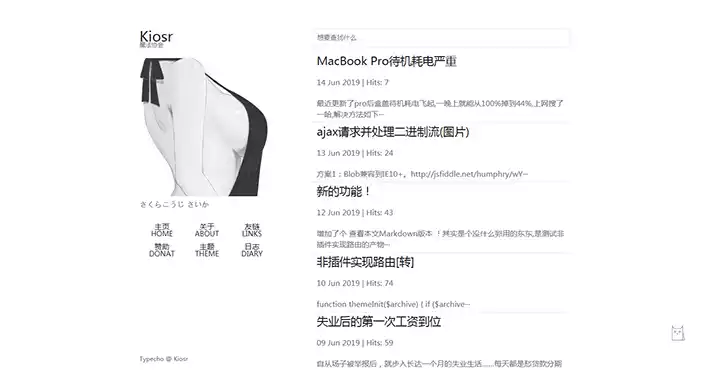 Kiosr
魔法协会
さくらこうじ さいか
主页 关于 友链
HOME ABOUT LINKS
赞助 主题 日志
DONAT THEME DIARY
Typecho @ Kiosr
想要查找什么
MacBook Pro待机耗电严重
14 Jun 2019 | Hits: 7
最近更新了pro后盒盖待机耗电飞起,一晚上就能从100%掉到44%,上网搜了
一哈,解决方法如下--
ajax请求并处理二进制流(图片)
13 Jun 2019 | Hits: 24
方案1：Blob兼容到IE10+。http://jsfiddle.net/humphry/wY--
新的功能！
12 Jun 2019 | Hits: 43
增加了个 查看本文Markdown版本 ！其实是个没什么卵用的东东,是测试非
插件实现路由的产物--
非插件实现路由[转]
10 Jun 2019 | Hits: 74
function themeInit($archive) { if ($archive--
失业后的第一次工资到位
09 Jun 2019 | Hits: 59
自从场子被举报后，就步入长达一个月的失业生活......每天都是